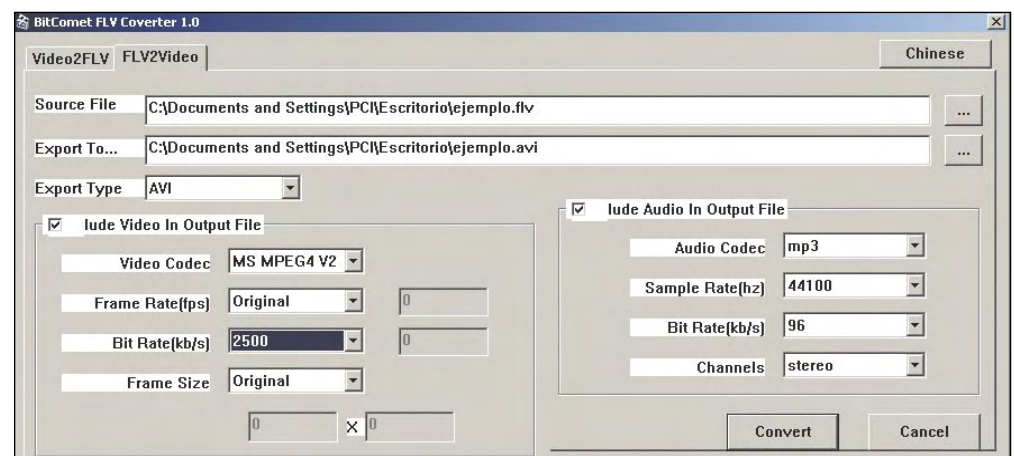 BitComet FLV Coverter 1.0
Video2FLV FLV2Video
Chinese
Source File C:\Documents and Settings\PCI\Escritorio\ejemplo.flv ...
Export To... C:\Documents and Settings\PCI\Escritorio\ejemplo.avi ...
Export Type AVI
lude Video In Output File
Video Codec MS MPEG4 V2
Frame Rate(fps) Original 0
Bit Rate(kb/s) 2500 0
Frame Size Original
0 X 0
lude Audio In Output File
Audio Codec mp3
Sample Rate(hz) 44100
Bit Rate(kb/s) 96
Channels stereo
Convert Cancel